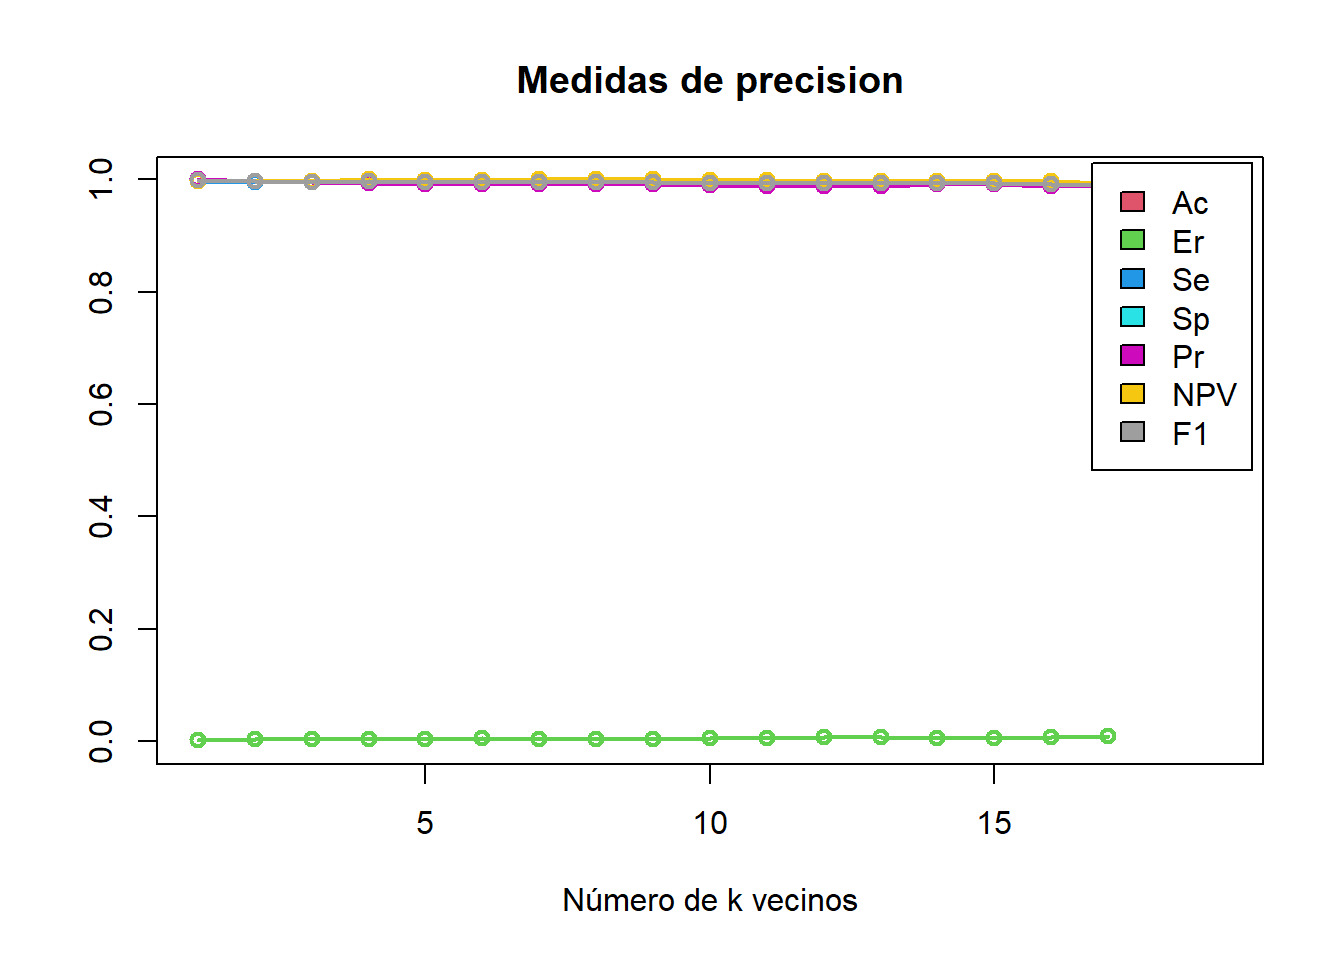 Medidas de precision
1.0
0.8
0.6
0.4
0.2
0.0
Ac
Er
Se
Sp
Pr
NPV
F1
5 10 15
Número de k vecinos